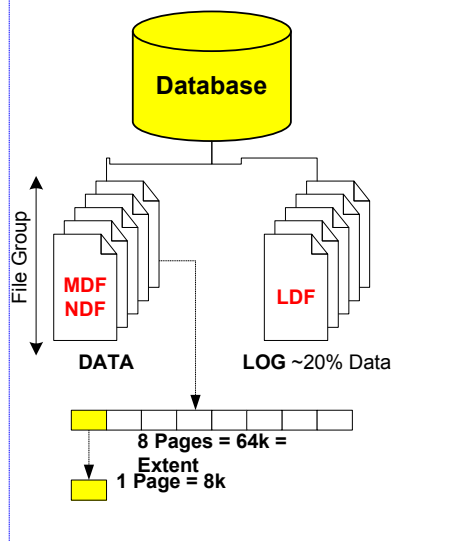 Database
File Group
MDF
NDF
LDF
DATA
LOG ~20% Data
8 Pages = 64k =
Extent
1 Page = 8k